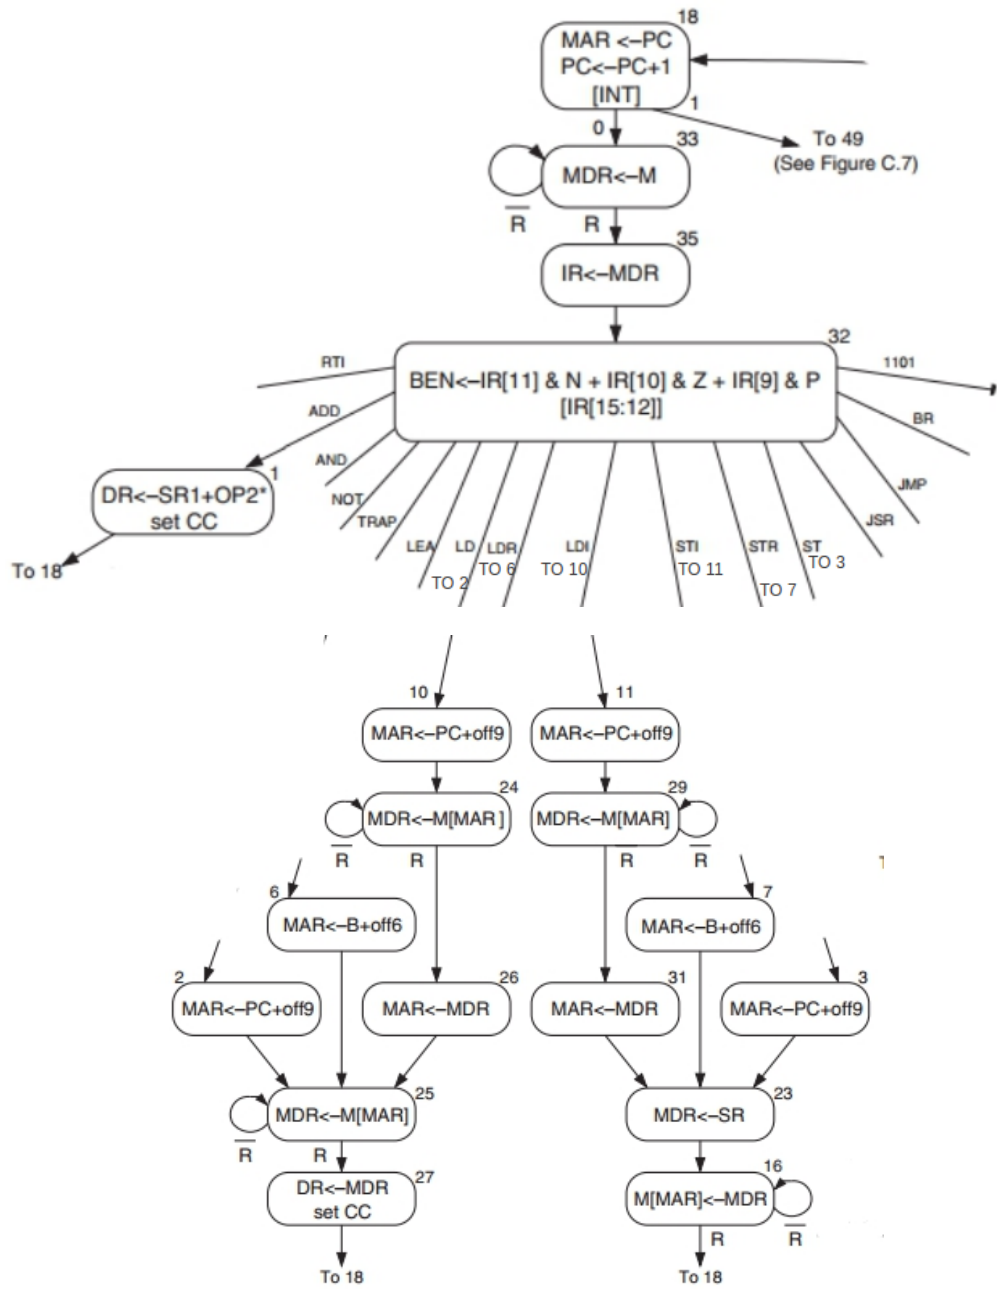 18
MAR <–PC
PC<–PC+1
[INT]
1
0
To 49
(See Figure C.7)
33
MDR<–M
R̅
R
35
IR<–MDR
32
BEN<–IR[11] & N + IR[10] & Z + IR[9] & P
[IR[15:12]]
RTI
1101
ADD
BR
AND
NOT
JMP
TRAP
JSR
1
DR<–SR1+OP2*
set CC
To 18
LEA
LD
LDR
LDI
STI
STR
ST
TO 2
TO 6
TO 10
TO 11
TO 7
TO 3
10
11
MAR<–PC+off9
MAR<–PC+off9
24
29
MDR<–M[MAR ]
MDR<–M[MAR]
R̅
R
R̅
R̅
6
7
MAR<–B+off6
MAR<–B+off6
2
26
31
3
MAR<–PC+off9
MAR<–MDR
MAR<–MDR
MAR<–PC+off9
25
23
MDR<–M[MAR]
MDR<–SR
R̅
R
27
16
DR<–MDR
set CC
M[MAR]<–MDR
R
R̅
To 18
To 18